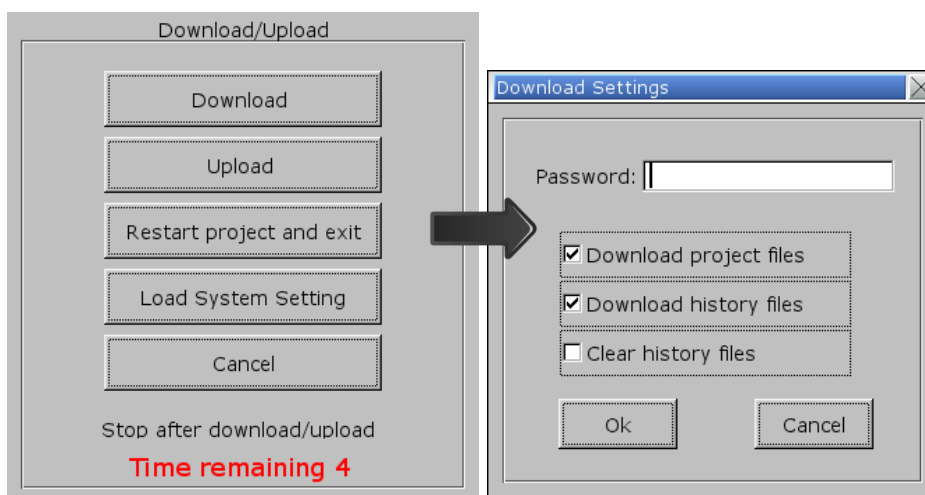 Download/Upload
Download
Upload
Restart project and exit
Load System Setting
Cancel
Stop after download/upload
Time remaining 4
Download Settings
Password:
Download project files
Download history files
Clear history files
Ok
Cancel